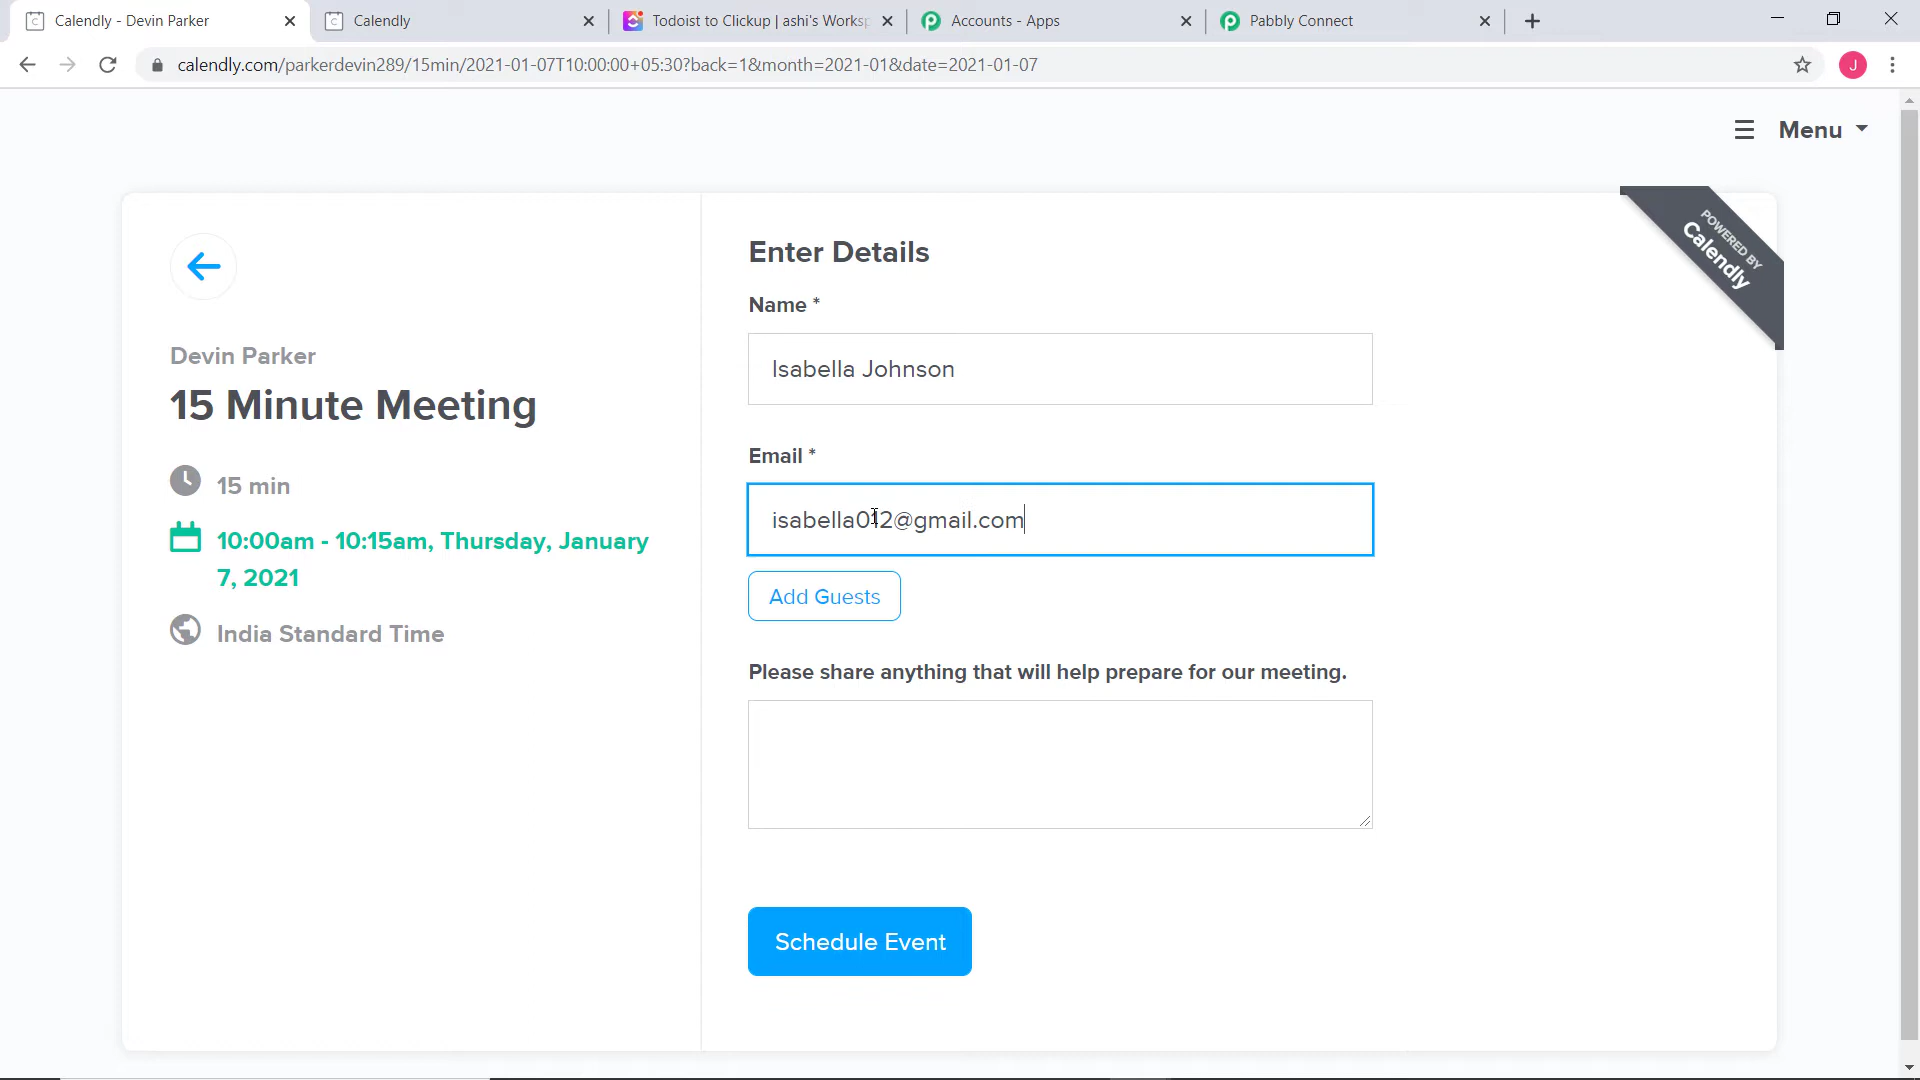 Calendly - Devin Parker
Calendly
Todoist to Clickup | ashi's Worksp
Accounts - Apps
Pabbly Connect
calendly.com/parkerdevin289/15min/2021-01-07T10:00:00+05:30?back=1&month=2021-01&date=2021-01-07
J
Menu
POWERED BY
Calendly
Devin Parker
15 Minute Meeting
15 min
10:00am - 10:15am, Thursday, January
7, 2021
India Standard Time
Enter Details
Name *
Isabella Johnson
Email *
isabella012@gmail.com
Add Guests
Please share anything that will help prepare for our meeting.
Schedule Event